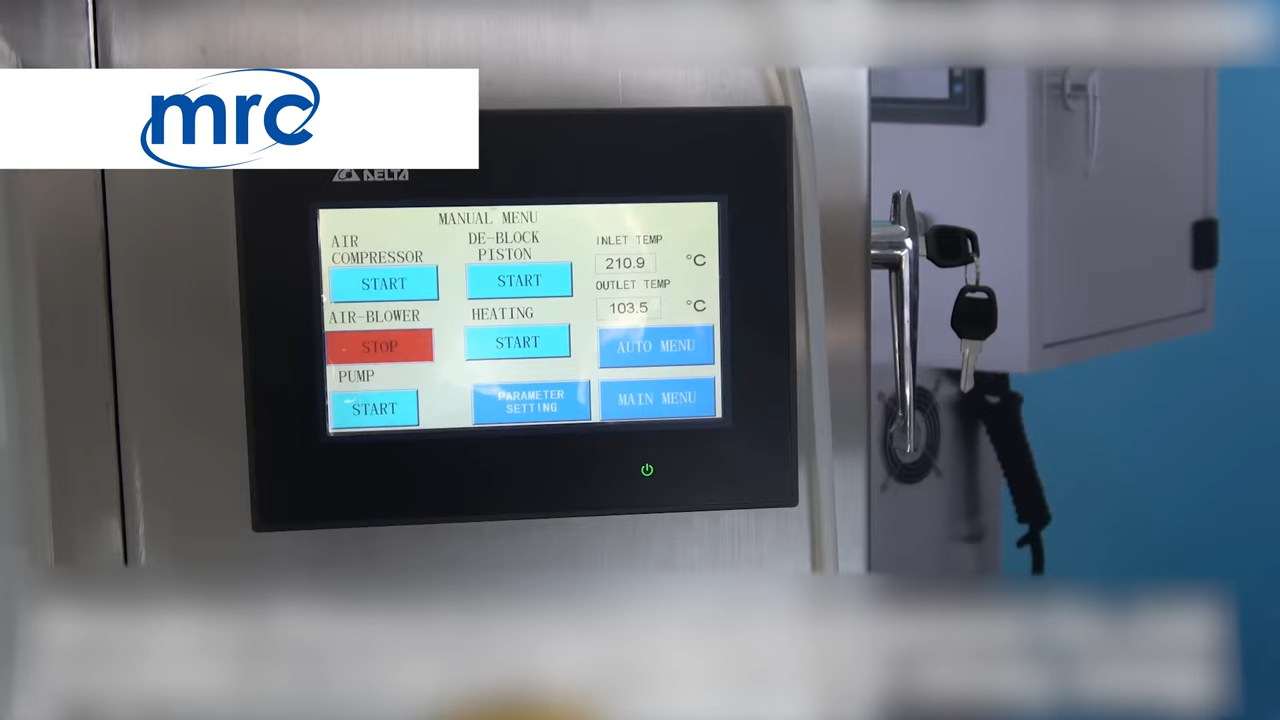 mrc
DELTA
MANUAL MENU
AIR
COMPRESSOR
START
DE-BLOCK
PISTON
START
INLET TEMP
210.9 °C
OUTLET TEMP
103.5 °C
AIR-BLOWER
STOP
HEATING
START
AUTO MENU
PUMP
START
PARAMETER
SETTING
MAIN MENU